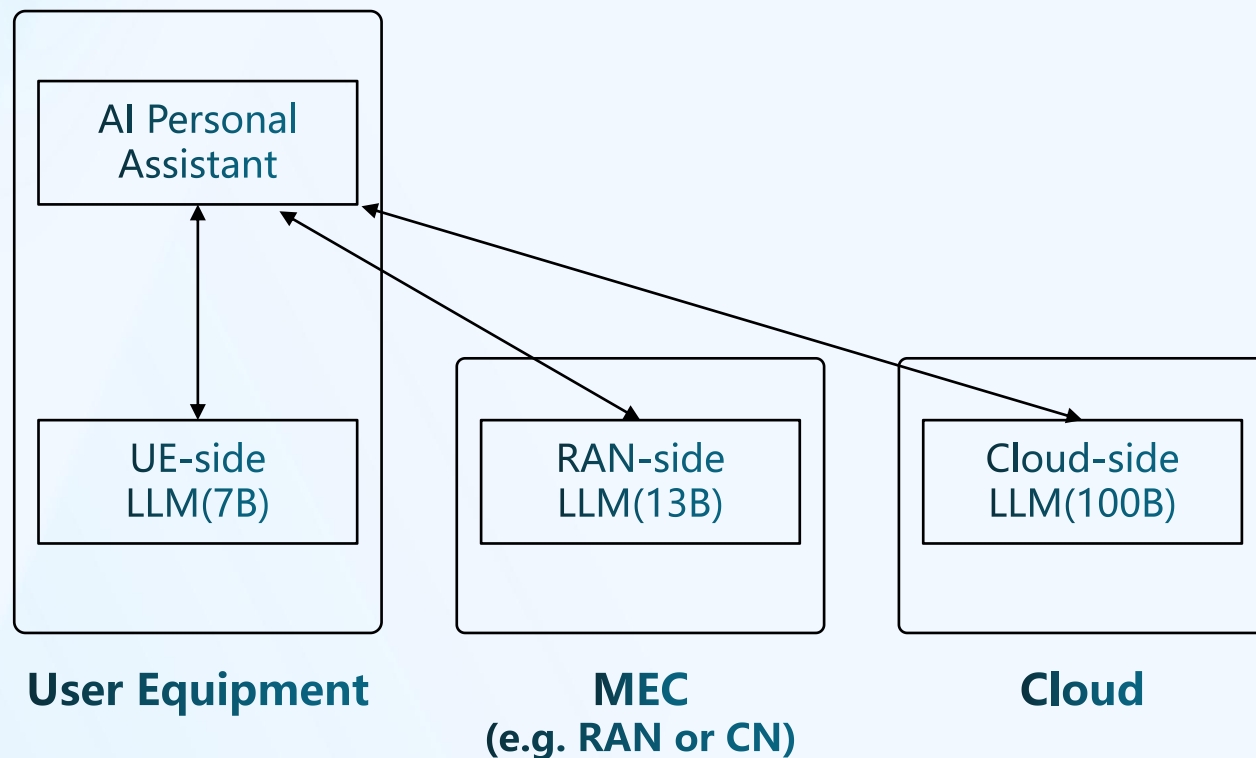 AI Personal
Assistant
UE-side
LLM(7B)
RAN-side
LLM(13B)
Cloud-side
LLM(100B)
User Equipment
MEC
(e.g. RAN or CN)
Cloud